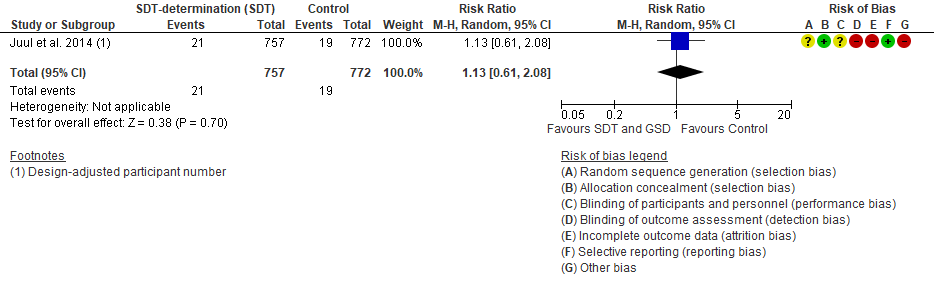 SDT-determination (SDT) Control Risk Ratio Risk Ratio Risk of Bias
Study or Subgroup Events Total Events Total Weight M-H, Random, 95% CI M-H, Random, 95% CI A B C D E F G
Juul et al. 2014 (1) 21 757 19 772 100.0% 1.13 [0.61, 2.08] ? + ? - - + -
Total (95% CI) 757 772 100.0% 1.13 [0.61, 2.08]
Total events 21 19
Heterogeneity: Not applicable
Test for overall effect: Z = 0.38 (P = 0.70)
0.05 0.2 1 5 20
Favours SDT and GSD Favours Control
Footnotes
(1) Design-adjusted participant number
Risk of bias legend
(A) Random sequence generation (selection bias)
(B) Allocation concealment (selection bias)
(C) Blinding of participants and personnel (performance bias)
(D) Blinding of outcome assessment (detection bias)
(E) Incomplete outcome data (attrition bias)
(F) Selective reporting (reporting bias)
(G) Other bias